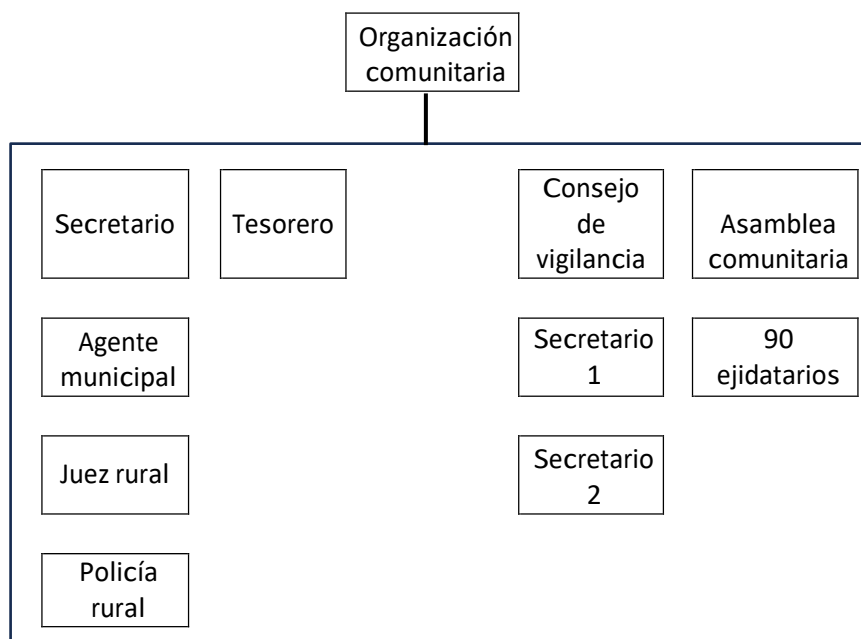 Organización
comunitaria
Secretario
Tesorero
Consejo
de
vigilancia
Asamblea
comunitaria
Agente
municipal
Secretario
1
90
ejidatarios
Juez rural
Secretario
2
Policía
rural